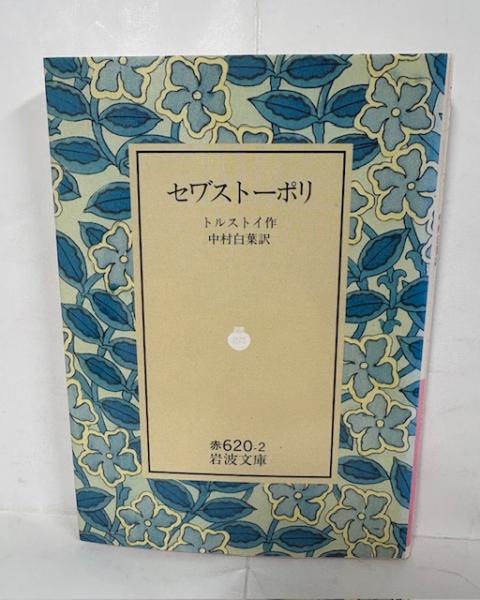 セワ゛ストーポリ
トルストイ作
中村白葉訳
赤620-2
岩波文庫